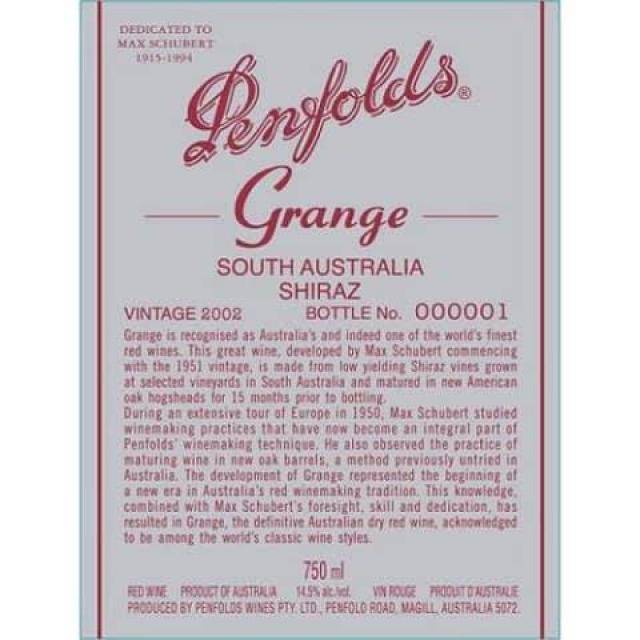 DEDICATED TO
MAX SCHUBERT
1915-1994
Penfolds®
Grange
SOUTH AUSTRALIA
SHIRAZ
VINTAGE 2002 BOTTLE No. 000001
Grange is recognised as Australia's and indeed one of the world's finest
red wines. This great wine, developed by Max Schubert commencing
with the 1951 vintage, is made from low yielding Shiraz vines grown
at selected vineyards in South Australia and matured in new American
oak hogsheads for 15 months prior to bottling.
During an extensive tour of Europe in 1950, Max Schubert studied
winemaking practices that have now become an integral part of
Penfolds' winemaking technique. He also observed the practice of
maturing wine in new oak barrels, a method previously untried in
Australia. The development of Grange represented the beginning of
a new era in Australia's red winemaking tradition. This knowledge,
combined with Max Schubert's foresight, skill and dedication, has
resulted in Grange, the definitive Australian dry red wine, acknowledged
to be among the world's classic wine styles.
750 ml
RED WINE PRODUCT OF AUSTRALIA 14.5% alc./vol. VIN ROUGE PRODUIT D'AUSTRALIE
PRODUCED BY PENFOLDS WINES PTY. LTD., PENFOLD ROAD, MAGILL, AUSTRALIA 5072.